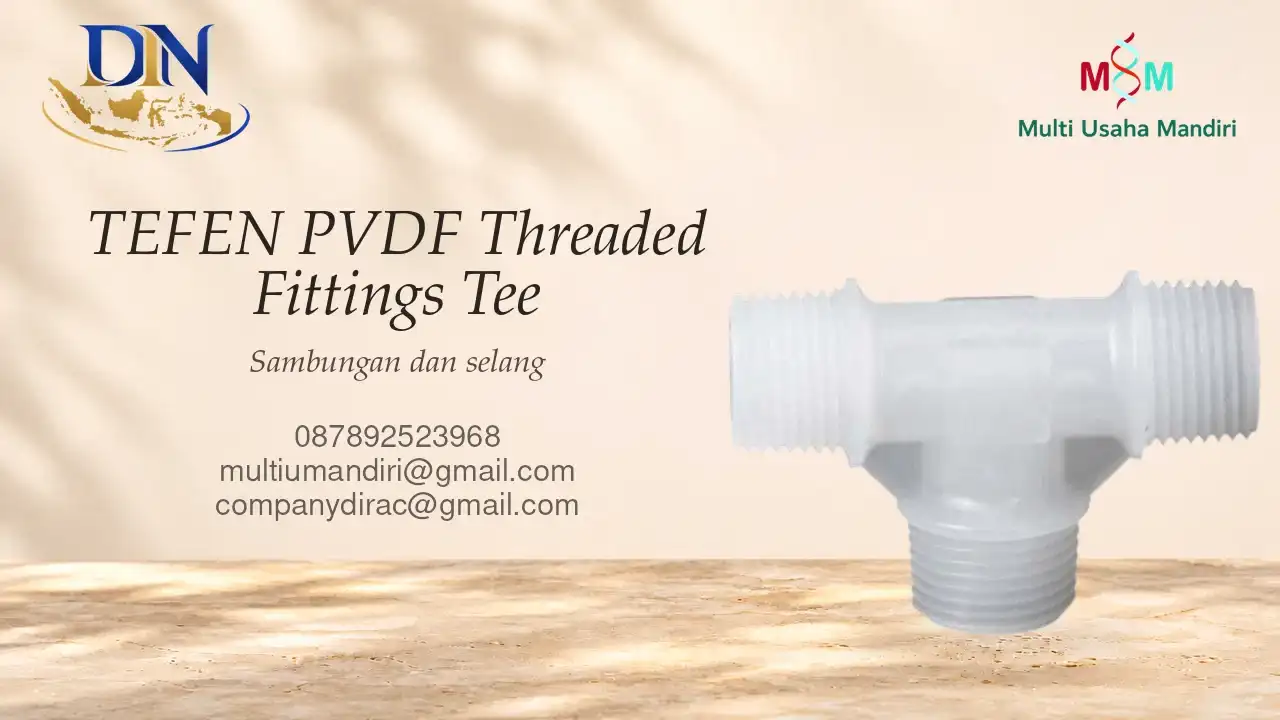 DIN
MSM
Multi Usaha Mandiri
TEFEN PVDF Threaded
Fittings Tee
Sambungan dan selang
087892523968
multiumandiri@gmail.com
companydirac@gmail.com